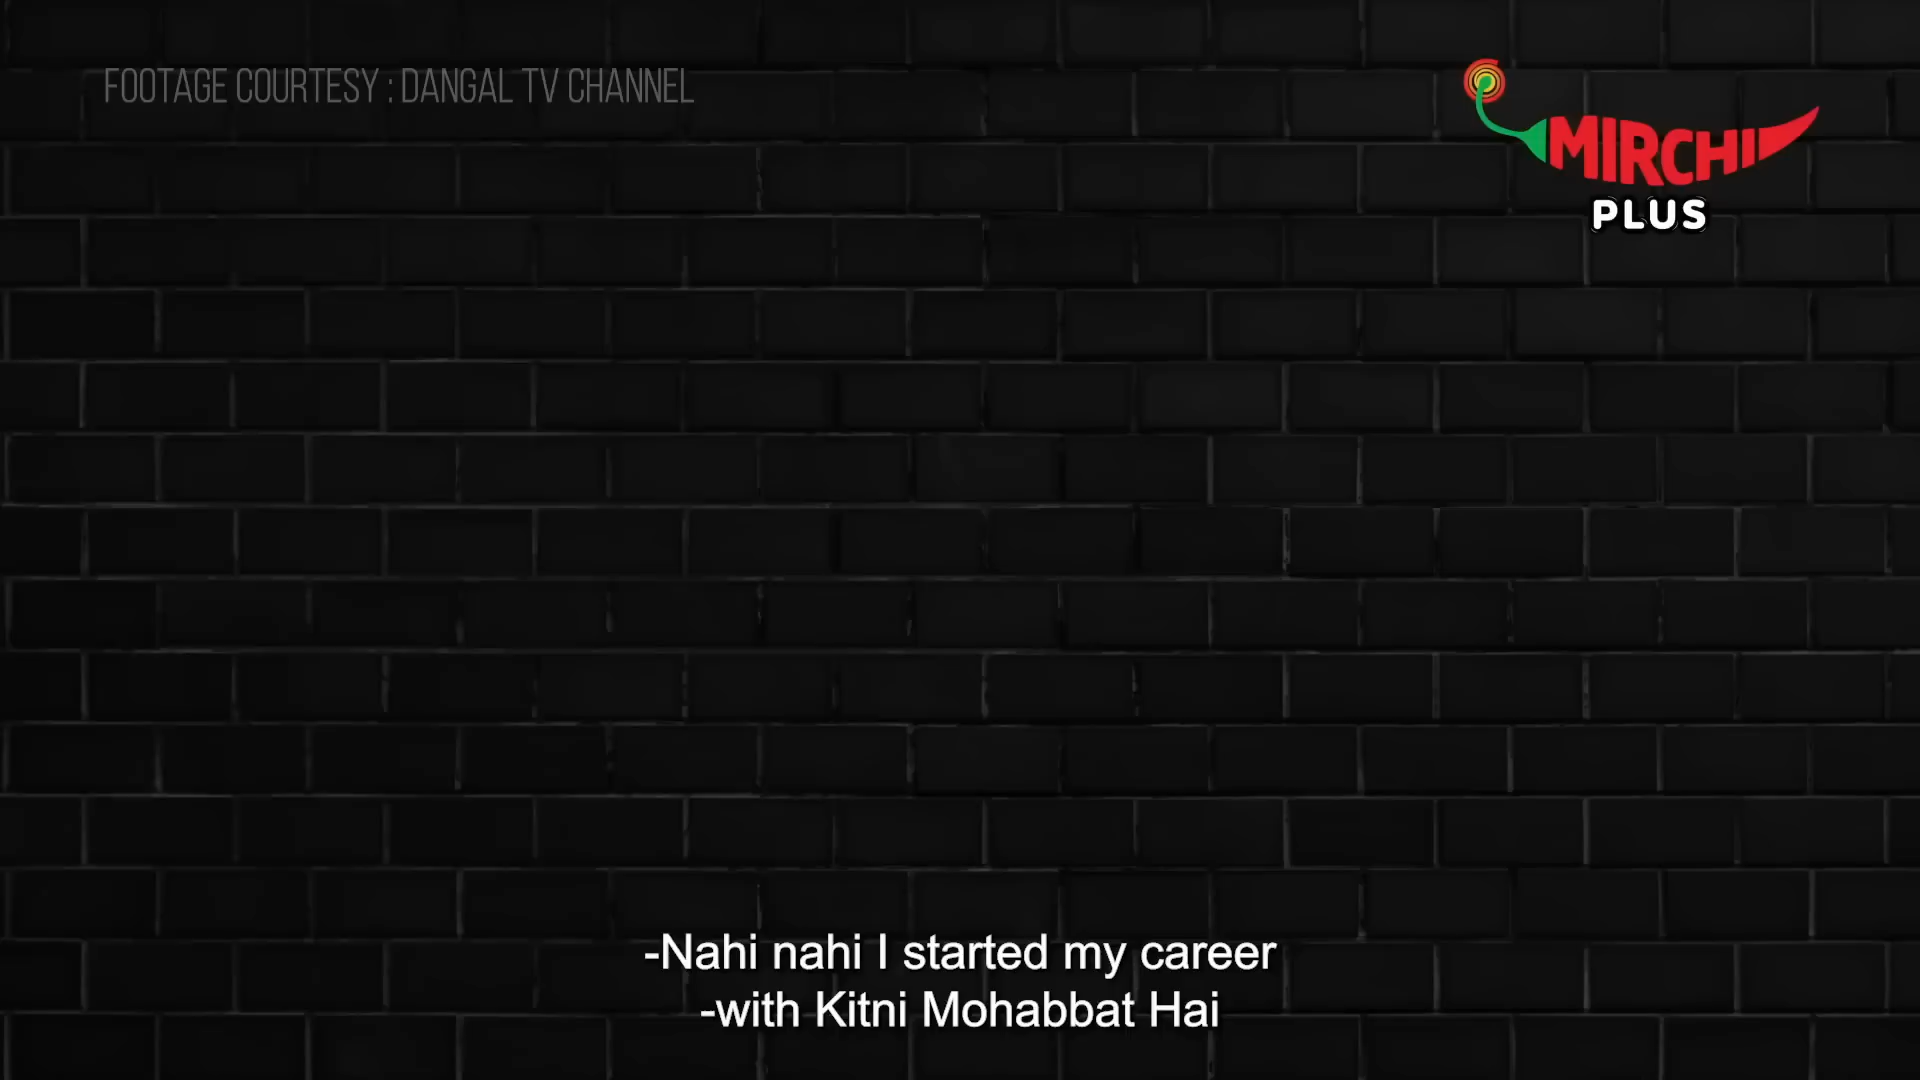 FOOTAGE COURTESY : DANGAL TV CHANNEL
MIRCHI
PLUS
-Nahi nahi I started my career
-with Kitni Mohabbat Hai